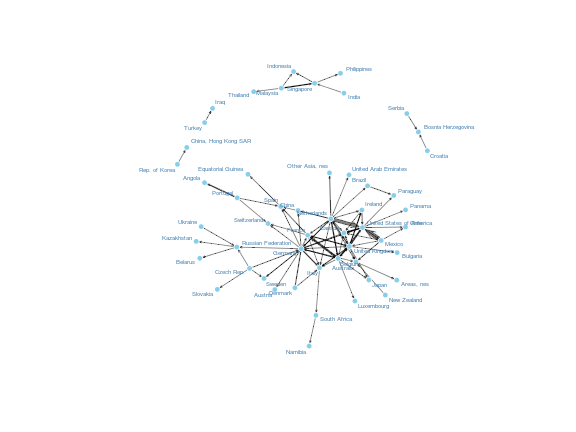 Indonesia
Philippines
Thailand
Malaysia
Singapore
India
Iraq
Serbia
Turkey
Bosnia Herzegovina
China, Hong Kong SAR
Croatia
Rep. of Korea
Equatorial Guinea
Other Asia, nes
United Arab Emirates
Angola
Brazil
Portugal
Paraguay
Spain
China
Ireland
Panama
Netherlands
Ukraine
Switzerland
United States of America
Kazakhstan
Russian Federation
Mexico
Germany
United Kingdom
Bulgaria
Belarus
Czech Rep.
Italy
Australia
Sweden
Japan
Areas, nes
Slovakia
Austria
Denmark
New Zealand
Luxembourg
South Africa
Namibia